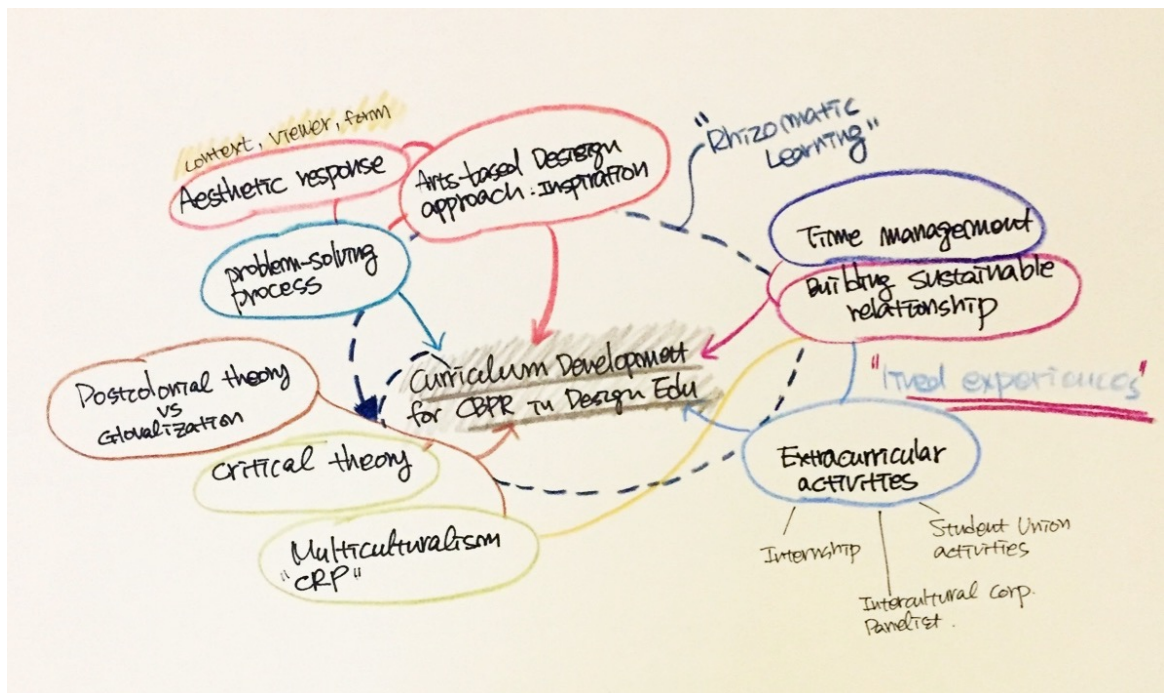 context, viewer, form
Aesthetic response
Arts-based Desisgn
approach: Inspiration
"Rhizomatic
Learning"
problem-solving
process
Time management
Building sustainable
relationship
Curriculum Development
for CBPR in Design Edu
"lived experiences"
Postcolonial theory
vs
Glovalization
Critical theory
Multiculturalism
"CRP"
Extracurricular
activities
Internship
Student Union
activities
Intercultural Corp.
Panelist.